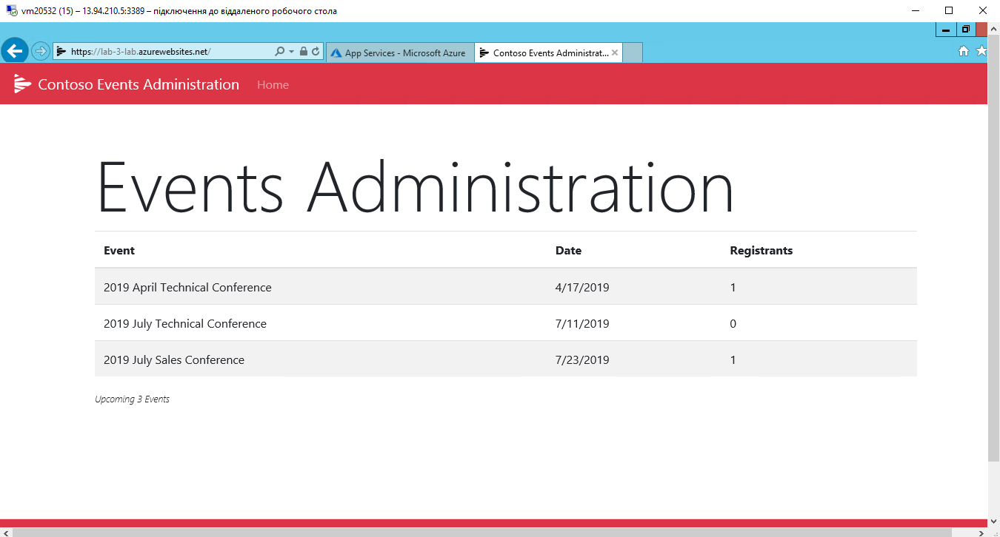 vm20532 (15) – 13.94.210.5:3389 – підключення до віддаленого робочого стола
https://lab-3-lab.azurewebsites.net/
App Services - Microsoft Azure
Contoso Events Administrat...
Contoso Events Administration Home
Events Administration
Event Date Registrants
2019 April Technical Conference 4/17/2019 1
2019 July Technical Conference 7/11/2019 0
2019 July Sales Conference 7/23/2019 1
Upcoming 3 Events